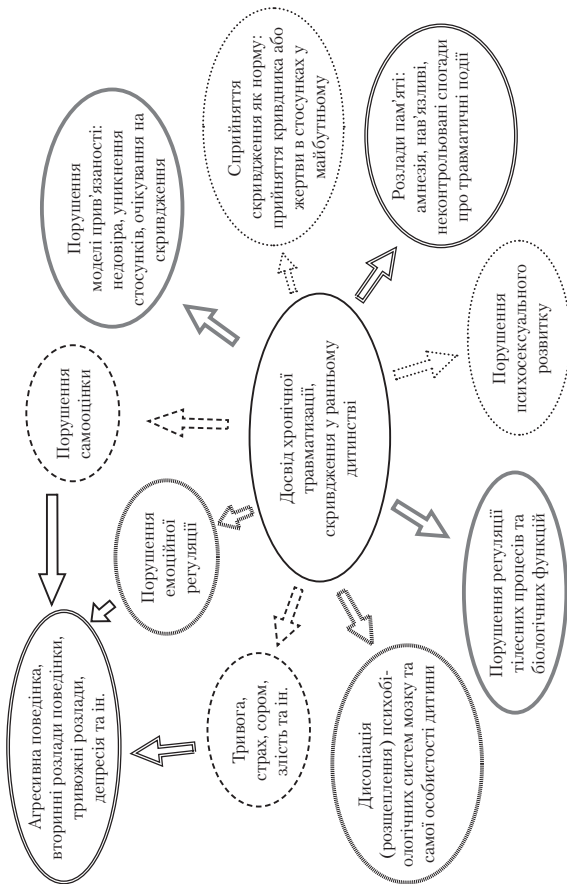 Агресивна поведінка,
вторинні розлади поведінки,
тривожні розлади,
депресія та ін.
Порушення
самооцінки
Порушення
моделі прив'язаності:
недовіра, уникнення
стосунків, очікування на
скривдження
Сприйняття
скривдження як норму:
прийняття кривдника або
жертви в стосунках у
майбутньому
Порушення
емоційної
регуляції
Тривога,
страх, сором,
злість та ін.
Досвід хронічної
травматизації,
скривдження у ранньому
дитинстві
Розлади пам'яті:
амнезія, нав'язливі,
неконтрольовані спогади
про травматичні події
Дисоціація
(розщеплення) психобі-
ологічних систем мозку та
самої особистості дитини
Порушення регуляції
тілесних процесів та
біологічних функцій
Порушення
психосексуального
розвитку